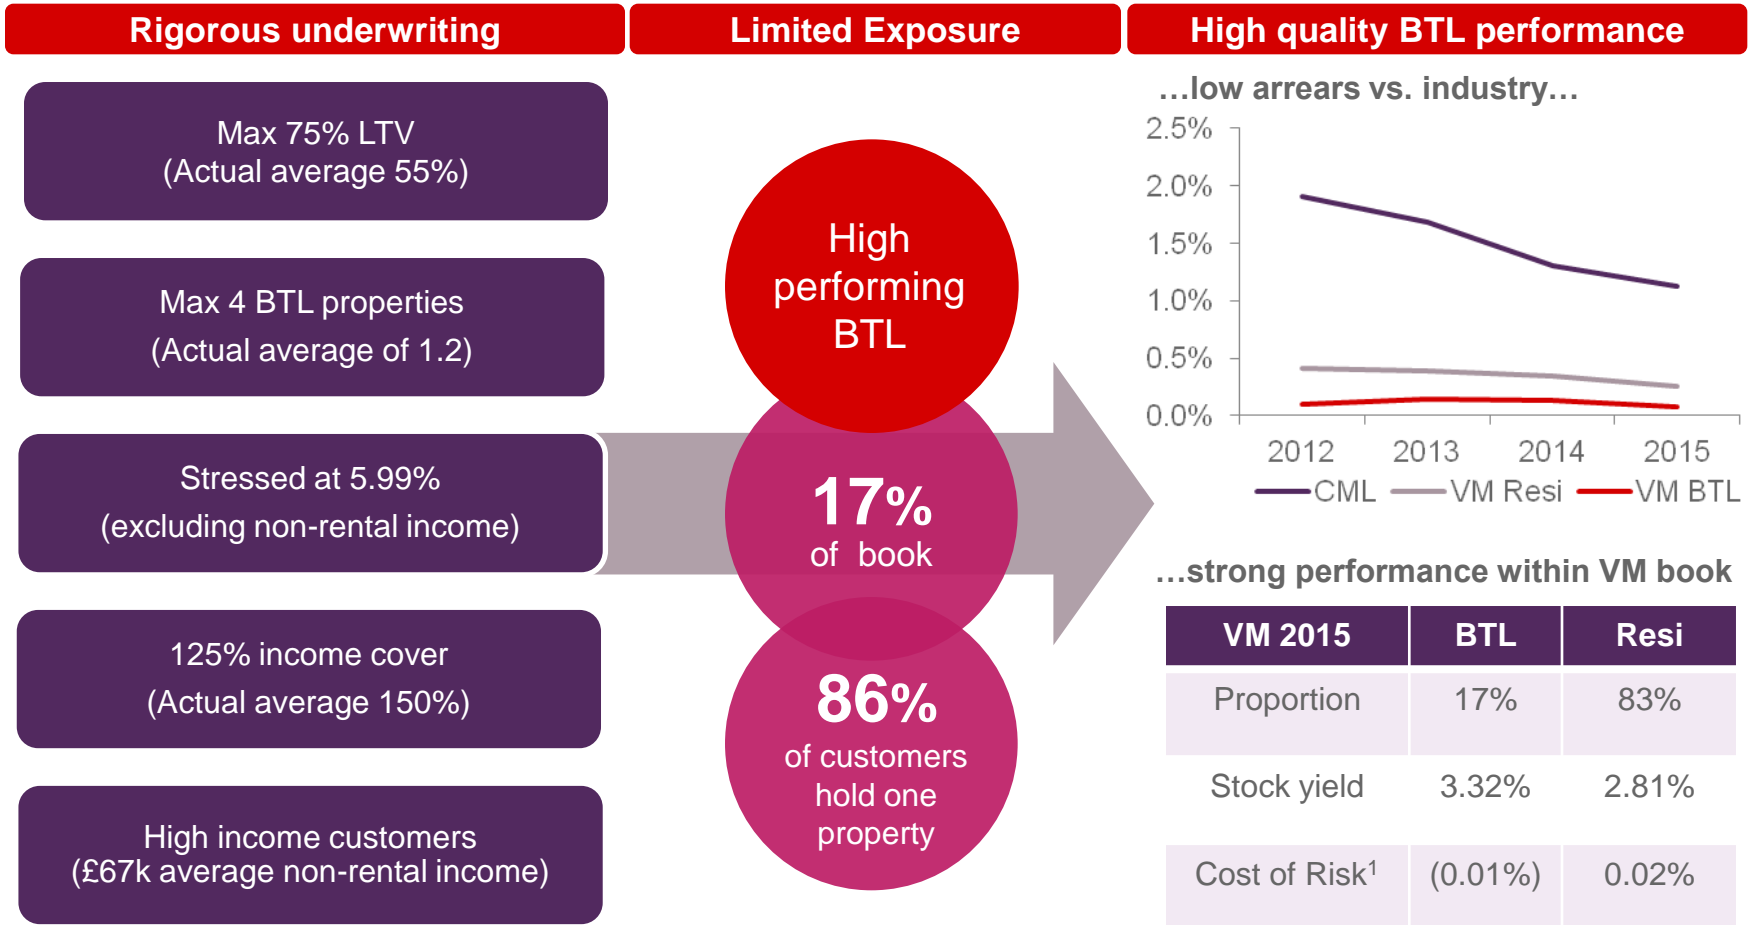 Rigorous underwriting
Limited Exposure
High quality BTL performance
Max 75% LTV
(Actual average 55%)
Max 4 BTL properties
(Actual average of 1.2)
Stressed at 5.99%
(excluding non-rental income)
125% income cover
(Actual average 150%)
High income customers
(£67k average non-rental income)
High
performing
BTL
17%
of book
86%
of customers
hold one
property
…low arrears vs. industry…
2.5%
2.0%
1.5%
1.0%
0.5%
0.0%
2012 2013 2014 2015
CML VM Resi VM BTL
…strong performance within VM book
VM 2015 BTL Resi
Proportion 17% 83%
Stock yield 3.32% 2.81%
Cost of Risk¹ (0.01%) 0.02%